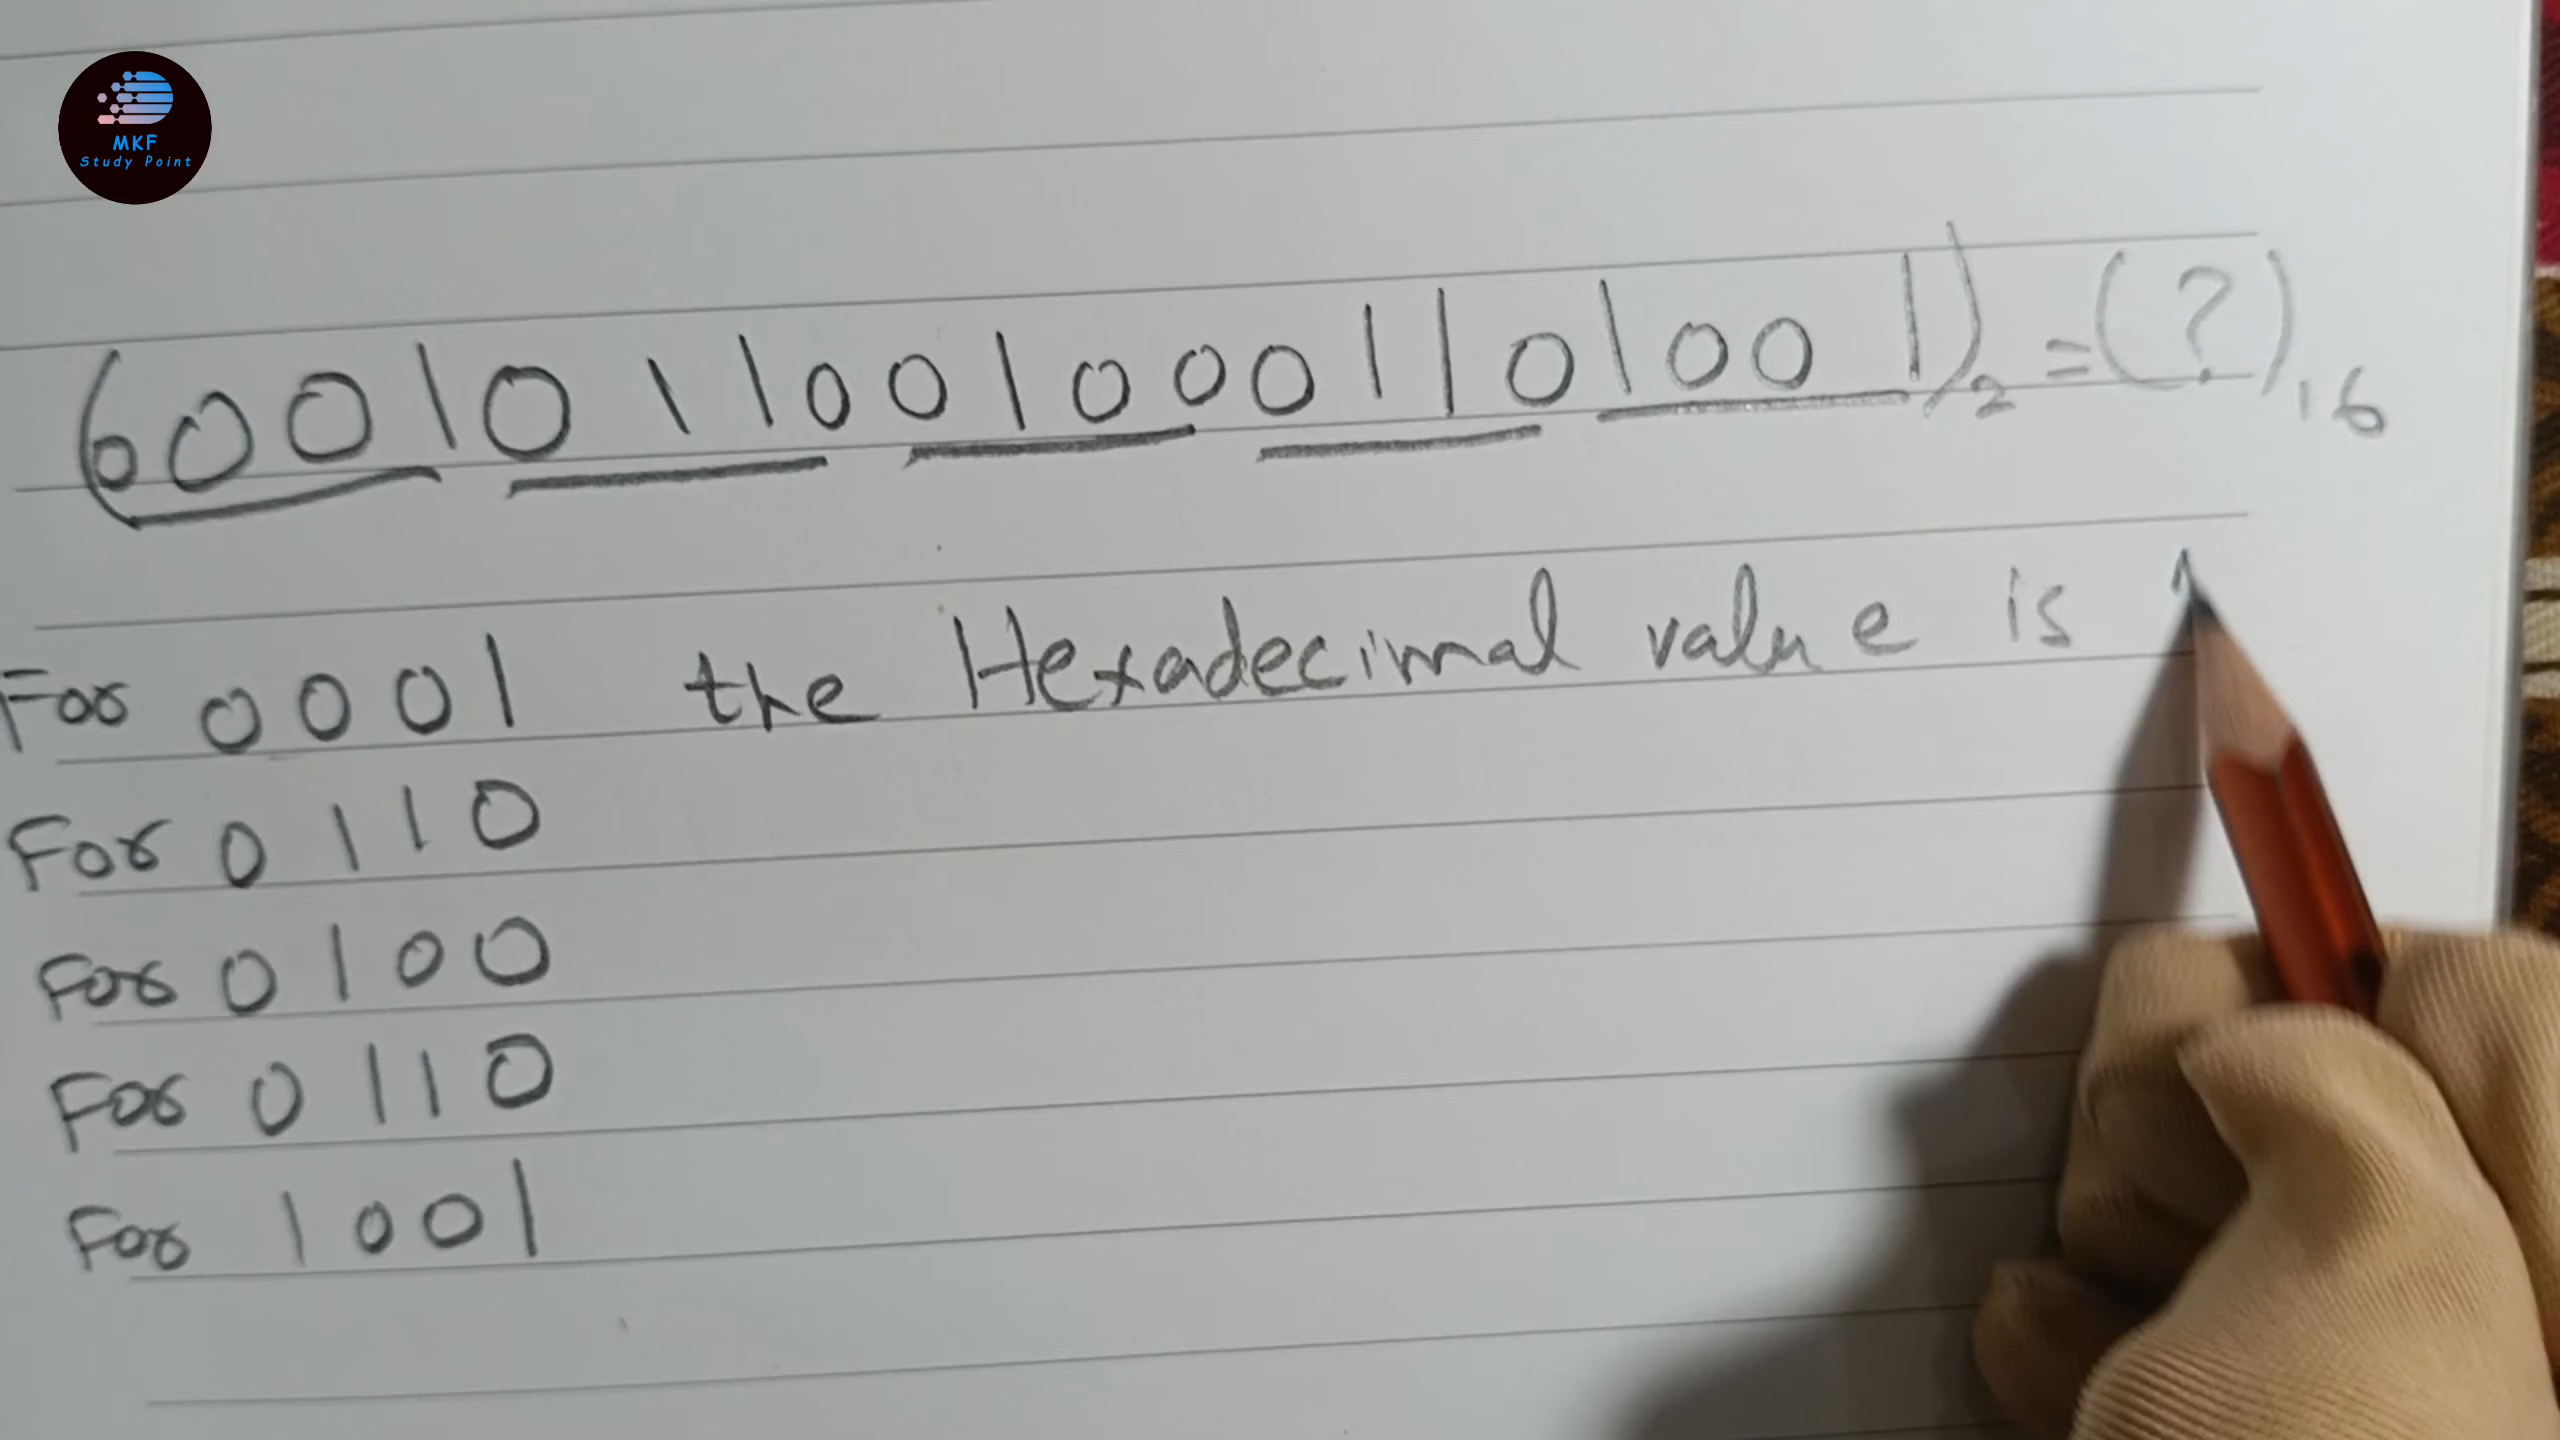 MKF
Study Point
(00010110010001101001)₂ = (?)₁₆
For 0001 the Hexadecimal value is 1
For 0110
For 0100
For 0110
For 1001